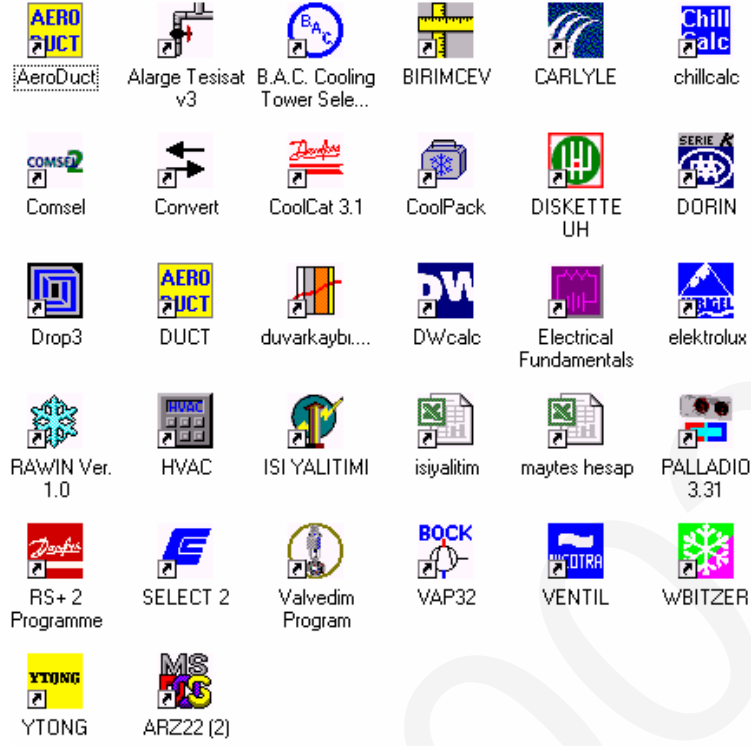 AERO
DUCT
B
A
C
Chill
Calc
AeroDuct
Alarge Tesisat
v3
B.A.C. Cooling
Tower Sele...
BIRIMCEV
CARLYLE
chillcalc
COMSEL2
Danfoss
SERIE K
Comsel
Convert
CoolCat 3.1
CoolPack
DISKETTE
UH
DORIN
AERO
DUCT
DW
Drop3
DUCT
duvarkaybı....
DWcalc
Electrical
Fundamentals
elektrolux
HVAC
RAWIN Ver.
1.0
HVAC
ISI YALITIMI
isiyalitim
maytes hesap
PALLADIO
3.31
Danfoss
BOCK
RS+ 2
Programme
SELECT 2
Valvedim
Program
VAP32
VENTIL
WBITZER
YTONG
MS
YTONG
ARZ22 (2)